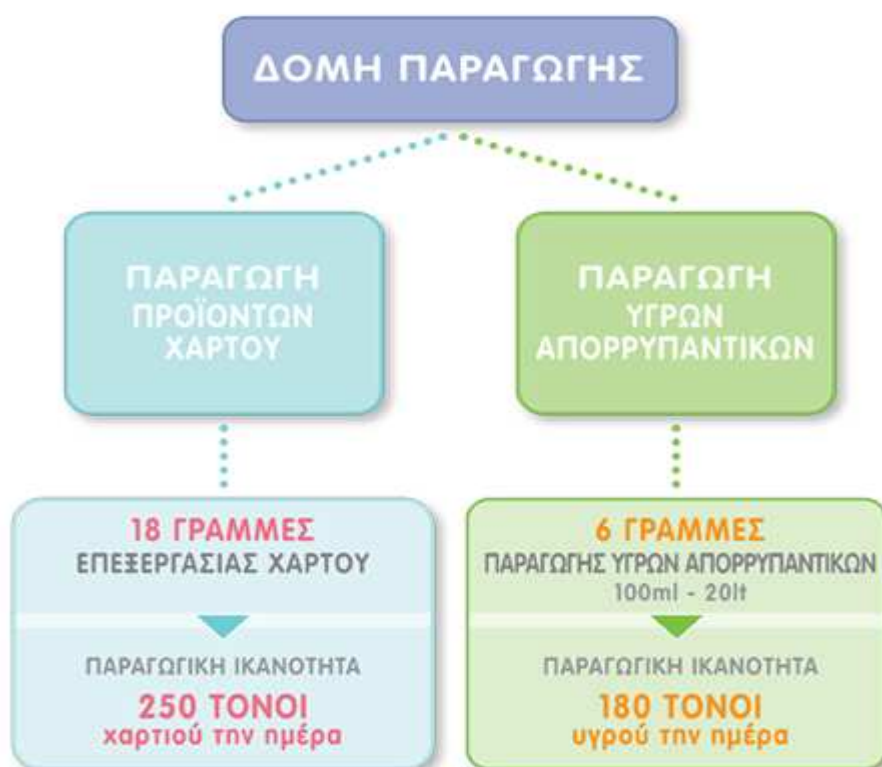 ΔΟΜΗ ΠΑΡΑΓΩΓΗΣ
ΠΑΡΑΓΩΓΗ
ΠΡΟΪΟΝΤΩΝ
ΧΑΡΤΟΥ
ΠΑΡΑΓΩΓΗ
ΥΓΡΩΝ
ΑΠΟΡΡΥΠΑΝΤΙΚΩΝ
18 ΓΡΑΜΜΕΣ
ΕΠΕΞΕΡΓΑΣΙΑΣ ΧΑΡΤΟΥ
ΠΑΡΑΓΩΓΙΚΗ ΙΚΑΝΟΤΗΤΑ
250 ΤΟΝΟΙ
χαρτιού την ημέρα
6 ΓΡΑΜΜΕΣ
ΠΑΡΑΓΩΓΗΣ ΥΓΡΩΝ ΑΠΟΡΡΥΠΑΝΤΙΚΩΝ
100ml - 20lt
ΠΑΡΑΓΩΓΙΚΗ ΙΚΑΝΟΤΗΤΑ
180 ΤΟΝΟΙ
υγρού την ημέρα